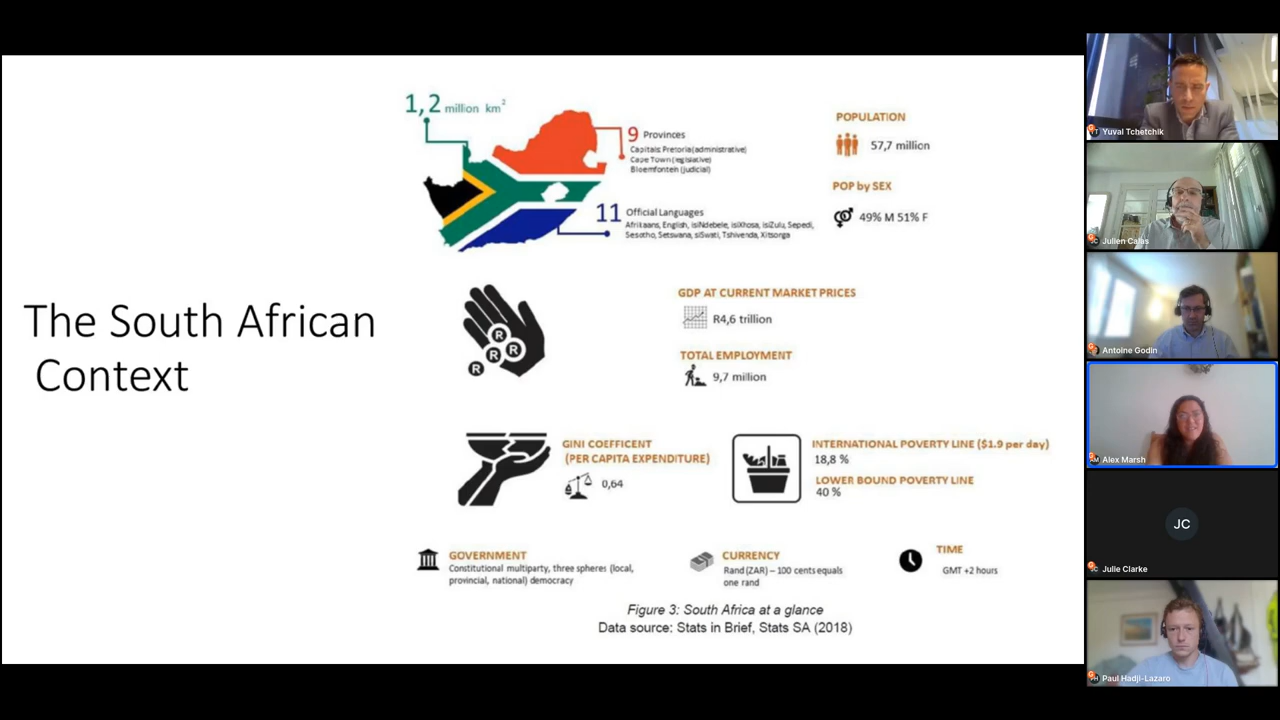 The South African
Context
1,2 million km²
9 Provinces
Capitals: Pretoria (administrative)
Cape Town (legislative)
Bloemfontein (judicial)
11 Official Languages
Afrikaans, English, isiNdebele, isiXhosa, isiZulu, Sepedi,
Sesotho, Setswana, siSwati, Tshivenda, Xitsonga
POPULATION
57,7 million
POP by SEX
49% M 51% F
GDP AT CURRENT MARKET PRICES
R4,6 trillion
TOTAL EMPLOYMENT
9,7 million
R
R
R
R
GINI COEFFICENT
(PER CAPITA EXPENDITURE)
0,64
INTERNATIONAL POVERTY LINE ($1.9 per day)
18,8 %
LOWER BOUND POVERTY LINE
40 %
GOVERNMENT
Constitutional multiparty, three spheres (local,
provincial, national) democracy
CURRENCY
Rand (ZAR) – 100 cents equals
one rand
TIME
GMT +2 hours
Figure 3: South Africa at a glance
Data source: Stats in Brief, Stats SA (2018)
Yuval Tchetchik
Julien Calas
Antoine Godin
Alex Marsh
JC
Julie Clarke
Paul Hadji-Lazaro